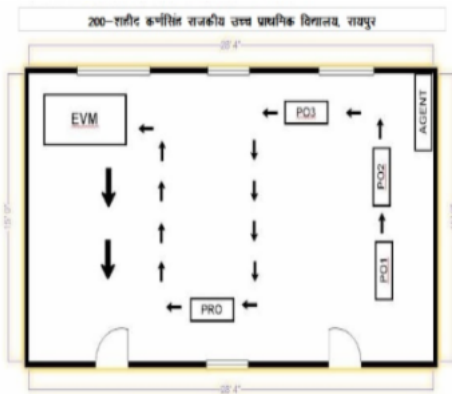 200-शहीद कर्णसिंह राजकीय उच्च प्राथमिक विद्यालय, रायपुर
EVM
PO3
AGENT
PO2
PO1
PRO